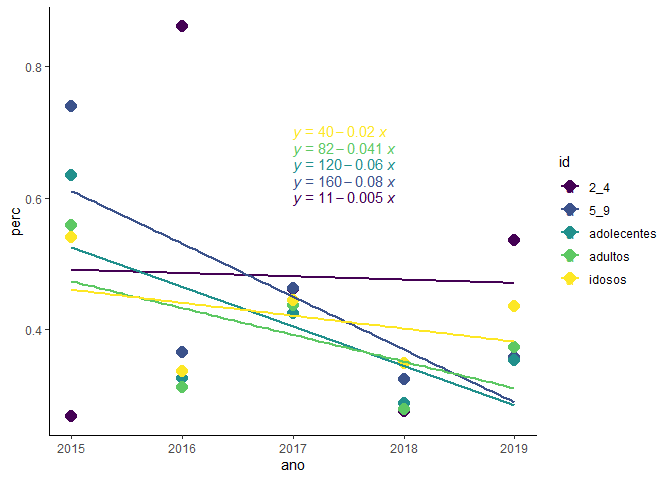 0.8
0.6
0.4
perc
y = 40 – 0.02 x
y = 82 – 0.041 x
y = 120 – 0.06 x
y = 160 – 0.08 x
y = 11 – 0.005 x
2015 2016 2017 2018 2019
ano
id
2_4
5_9
adolecentes
adultos
idosos